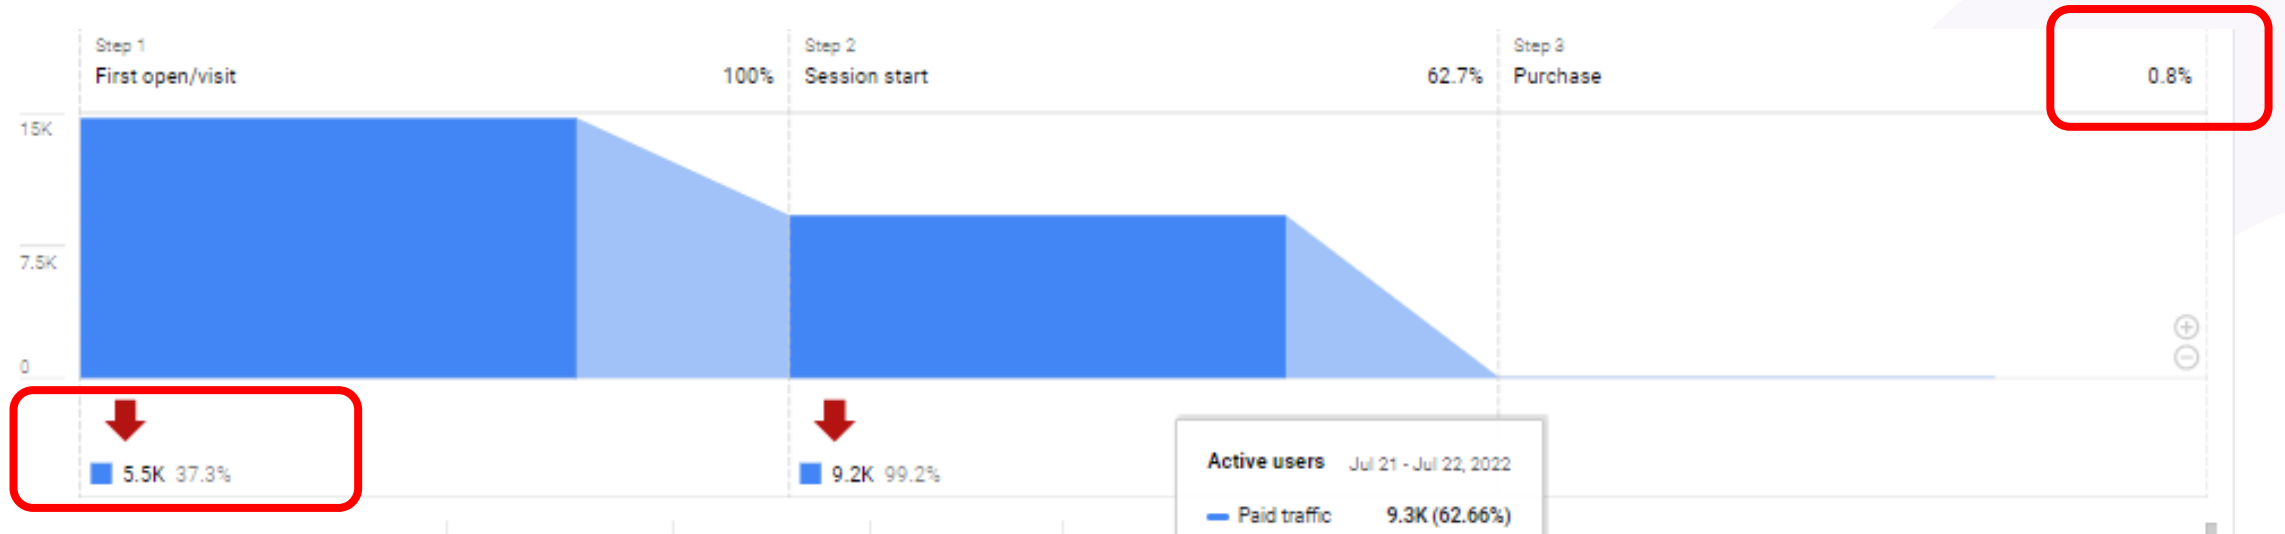 Step 1
First open/visit 100%
Step 2
Session start 62.7%
Step 3
Purchase 0.8%
15K
7.5K
0
5.5K 37.3%
9.2K 99.2%
Active users Jul 21 - Jul 22, 2022
Paid traffic 9.3K (62.66%)